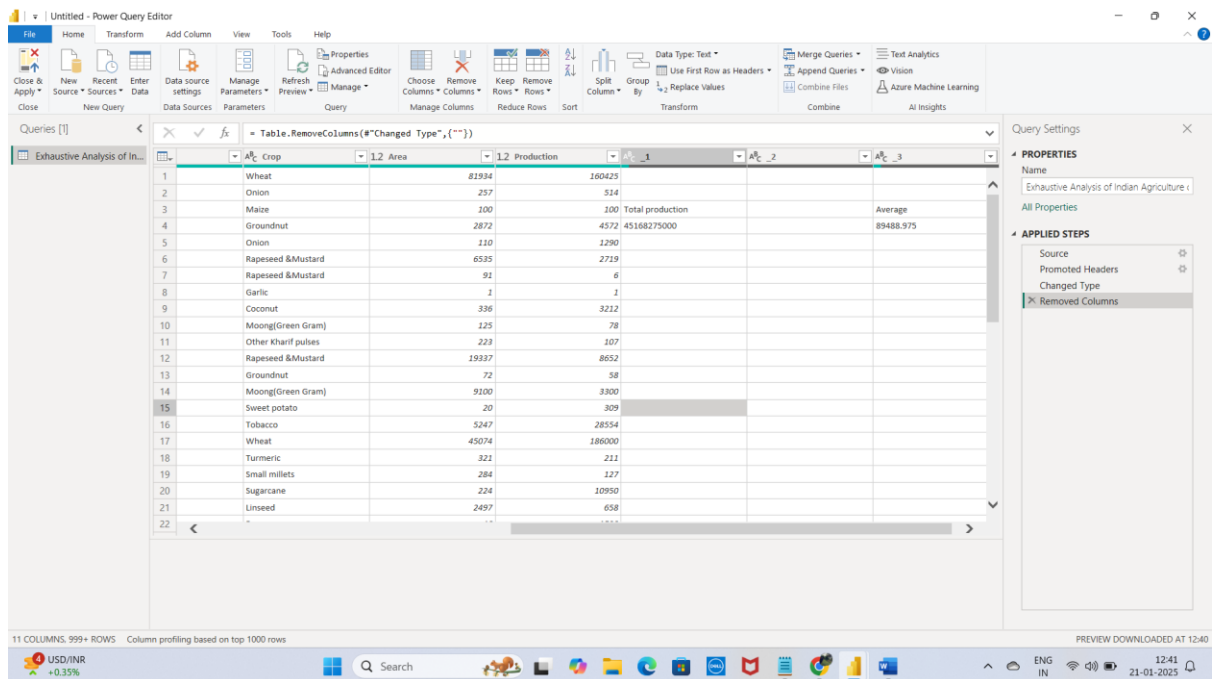 Untitled - Power Query Editor
File Home Transform Add Column View Tools Help
Close & Apply
New Source
Recent Sources
Enter Data
Data source settings
Manage Parameters
Refresh Preview
Properties
Advanced Editor
Manage
Choose Columns
Remove Columns
Keep Rows
Remove Rows
Split Column
Group By
Data Type: Text
Use First Row as Headers
Replace Values
Merge Queries
Append Queries
Combine Files
Text Analytics
Vision
Azure Machine Learning
Close New Query Data Sources Parameters Query Manage Columns Reduce Rows Sort Transform Combine AI Insights
Queries [1]
Exhaustive Analysis of In...
fx = Table.RemoveColumns(#"Changed Type",{""})
ABC Crop 1.2 Area 1.2 Production ABC _1 ABC _2 ABC _3
1 Wheat 81934 160425
2 Onion 257 514
3 Maize 100 100 Total production Average
4 Groundnut 2872 4572 45168275000 89488.975
5 Onion 110 1290
6 Rapeseed &Mustard 6535 2719
7 Rapeseed &Mustard 91 6
8 Garlic 1 1
9 Coconut 336 3212
10 Moong(Green Gram) 125 78
11 Other Kharif pulses 223 107
12 Rapeseed &Mustard 19337 8652
13 Groundnut 72 58
14 Moong(Green Gram) 9100 3300
15 Sweet potato 20 309
16 Tobacco 5247 28554
17 Wheat 45074 186000
18 Turmeric 321 211
19 Small millets 284 127
20 Sugarcane 224 10950
21 Linseed 2497 658
22
Query Settings
PROPERTIES
Name
Exhaustive Analysis of Indian Agriculture
All Properties
APPLIED STEPS
Source
Promoted Headers
Changed Type
Removed Columns
11 COLUMNS, 999+ ROWS Column profiling based on top 1000 rows
PREVIEW DOWNLOADED AT 12:40
4
USD/INR
+0.35%
Search
DELL
ENG
IN
12:41
21-01-2025